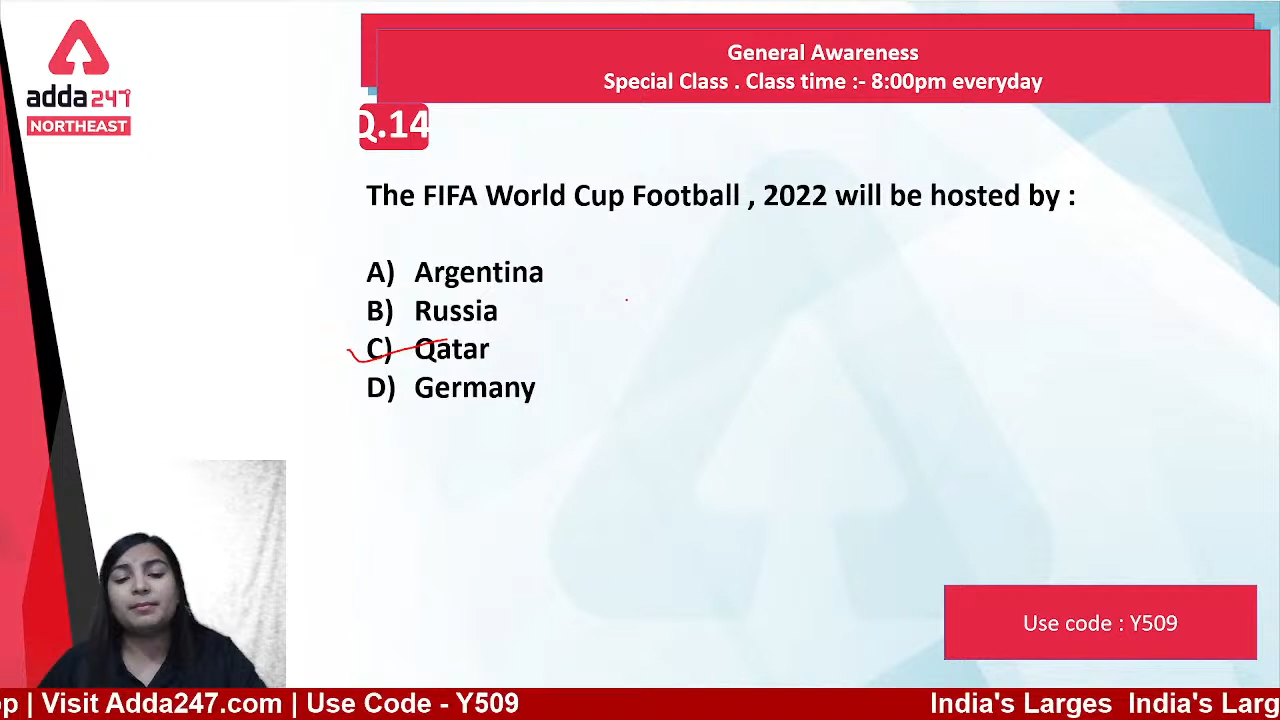 General Awareness
Special Class . Class time :- 8:00pm everyday
adda247
NORTHEAST
Q.14
The FIFA World Cup Football , 2022 will be hosted by :
A) Argentina
B) Russia
C) Qatar
D) Germany
Use code : Y509
op | Visit Adda247.com | Use Code - Y509
India's Larges India's Larg